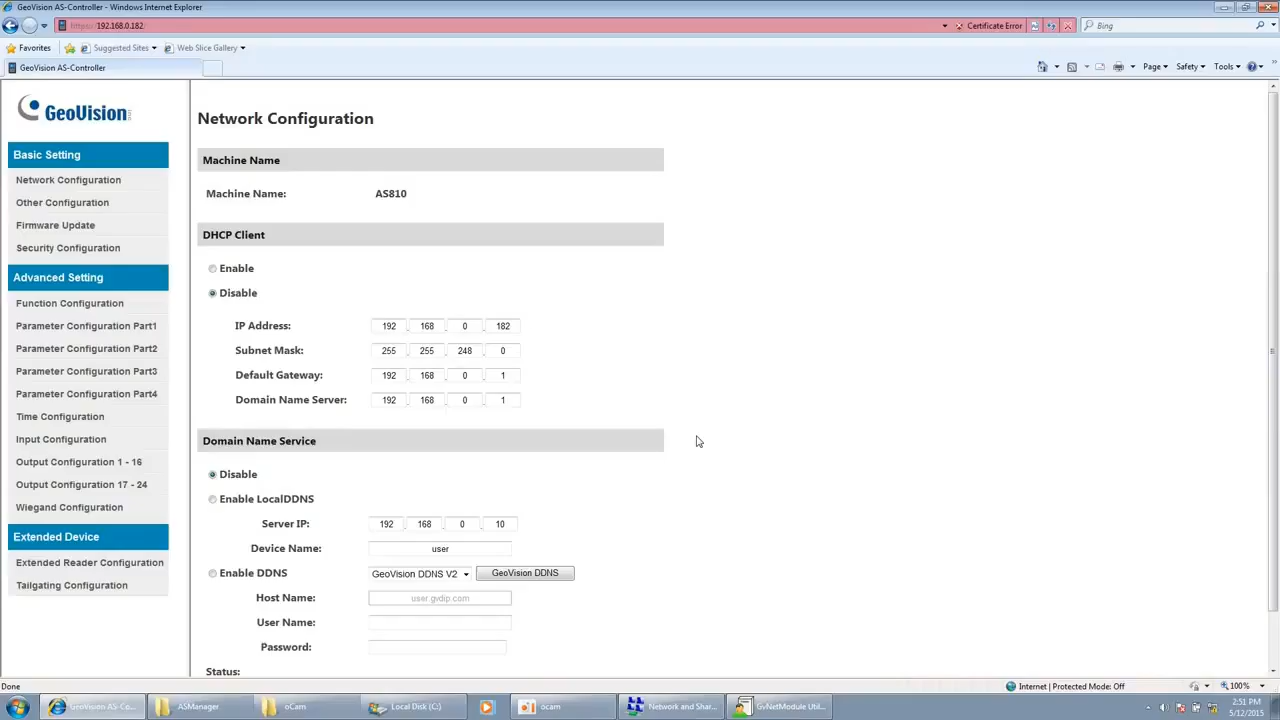 GeoVision AS-Controller - Windows Internet Explorer
https://192.168.0.182/
Certificate Error
Bing
Favorites
Suggested Sites
Web Slice Gallery
GeoVision AS-Controller
Page
Safety
Tools
GeoVision
Basic Setting
Network Configuration
Other Configuration
Firmware Update
Security Configuration
Advanced Setting
Function Configuration
Parameter Configuration Part1
Parameter Configuration Part2
Parameter Configuration Part3
Parameter Configuration Part4
Time Configuration
Input Configuration
Output Configuration 1 - 16
Output Configuration 17 - 24
Wiegand Configuration
Extended Device
Extended Reader Configuration
Tailgating Configuration
Network Configuration
Machine Name
Machine Name: AS810
DHCP Client
Enable
Disable
IP Address: 192 . 168 . 0 . 182
Subnet Mask: 255 . 255 . 248 . 0
Default Gateway: 192 . 168 . 0 . 1
Domain Name Server: 192 . 168 . 0 . 1
Domain Name Service
Disable
Enable LocalDDNS
Server IP: 192 . 168 . 0 . 10
Device Name: user
Enable DDNS GeoVision DDNS V2 GeoVision DDNS
Host Name: user.gvdip.com
User Name:
Password:
Status:
Done
Internet | Protected Mode: Off
100%
GeoVision AS-Co...
ASManager
oCam
Local Disk (C:)
ocam
Network and Shar...
GvNetModule Util...
2:51 PM
5/12/2015